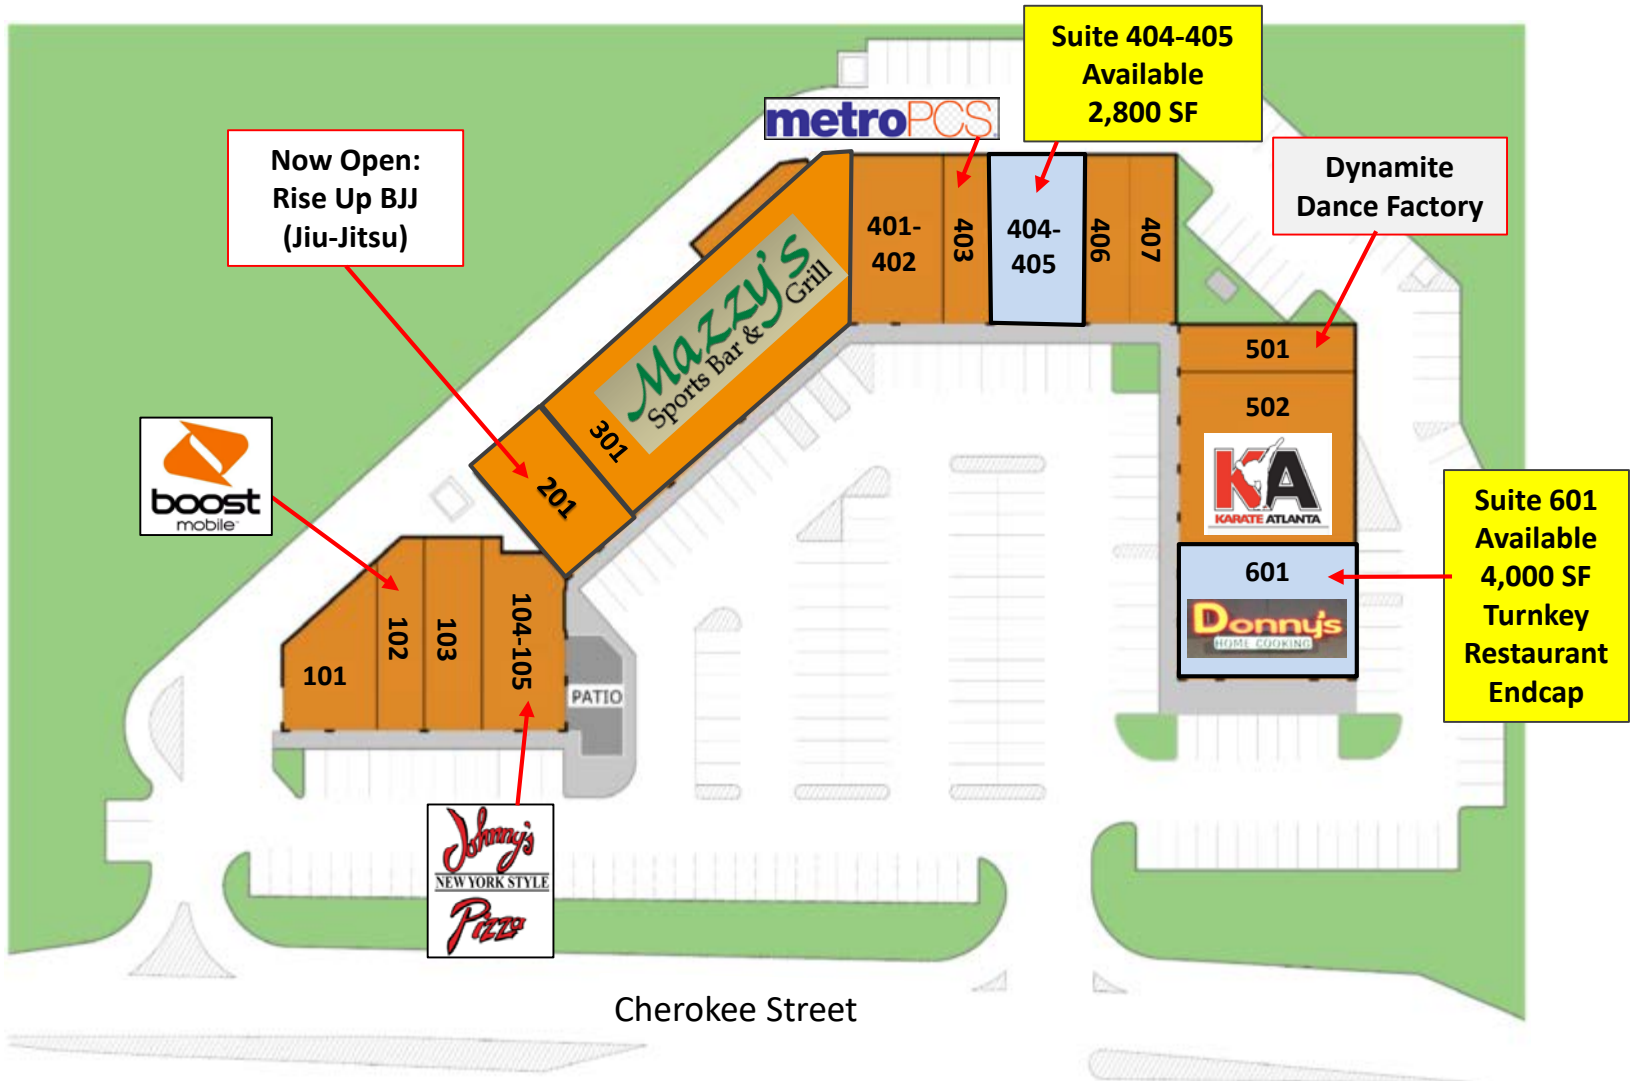 Suite 404-405
Available
2,800 SF
metroPCS
Now Open:
Rise Up BJJ
(Jiu-Jitsu)
Dynamite
Dance Factory
401-
402
403
404-
405
406
407
Mazzy's
Sports Bar &
Grill
301
201
501
502
KA
KARATE ATLANTA
boost
mobile
Suite 601
Available
4,000 SF
Turnkey
Restaurant
Endcap
601
Donny's
HOME COOKING
101
102
103
104-105
PATIO
Johnny's
NEW YORK STYLE
Pizza
Cherokee Street